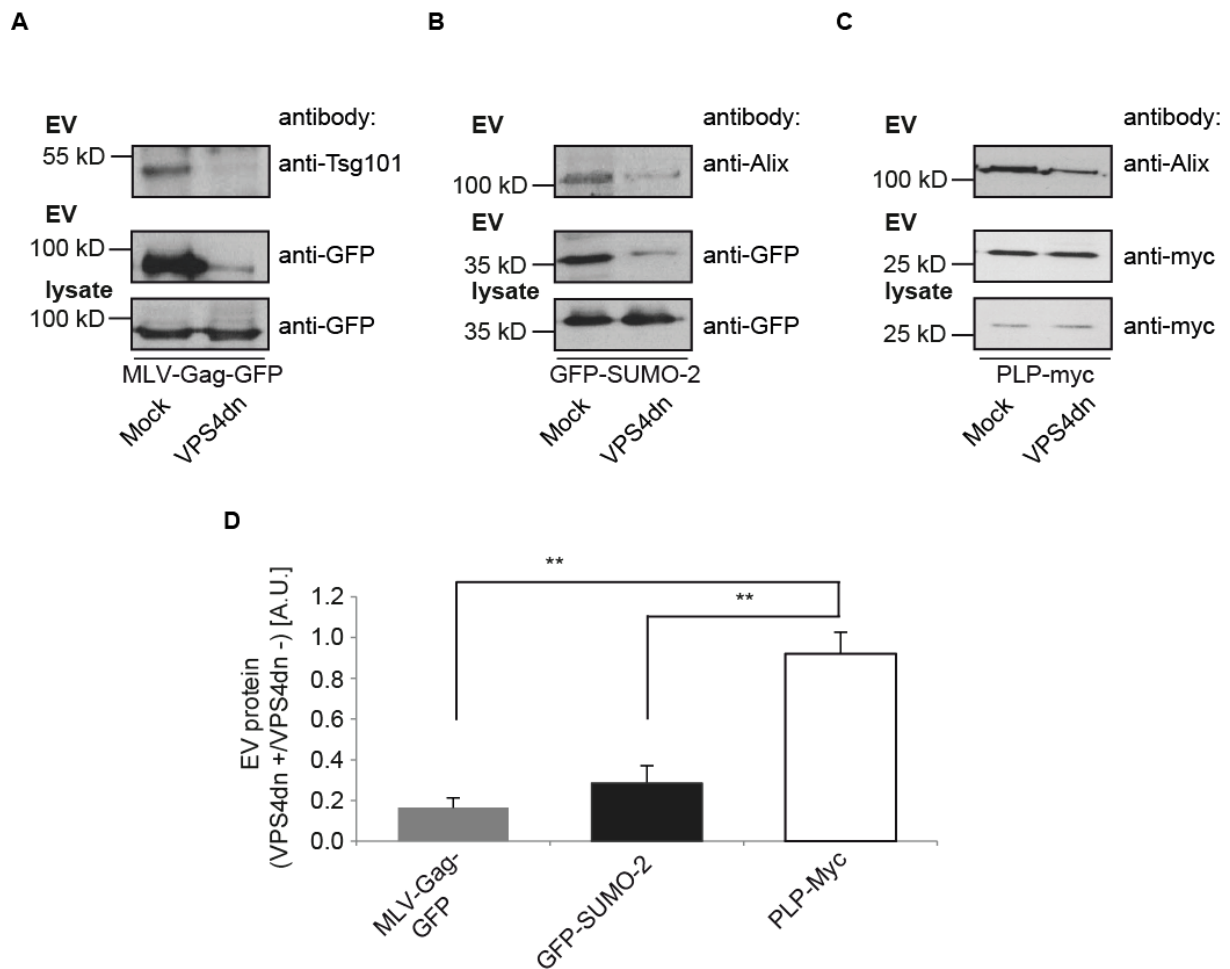 A
EV
antibody:
55 kD
anti-Tsg101
EV
100 kD
anti-GFP
lysate
100 kD
anti-GFP
MLV-Gag-GFP
Mock
VPS4dn
B
EV
antibody:
100 kD
anti-Alix
EV
35 kD
anti-GFP
lysate
35 kD
anti-GFP
GFP-SUMO-2
Mock
VPS4dn
C
EV
antibody:
100 kD
anti-Alix
EV
25 kD
anti-myc
lysate
25 kD
anti-myc
PLP-myc
Mock
VPS4dn
D
**
**
EV protein
(VPS4dn +/VPS4dn -) [A.U.]
1.2
1.0
0.8
0.6
0.4
0.2
0.0
MLV-Gag-
GFP
GFP-SUMO-2
PLP-Myc